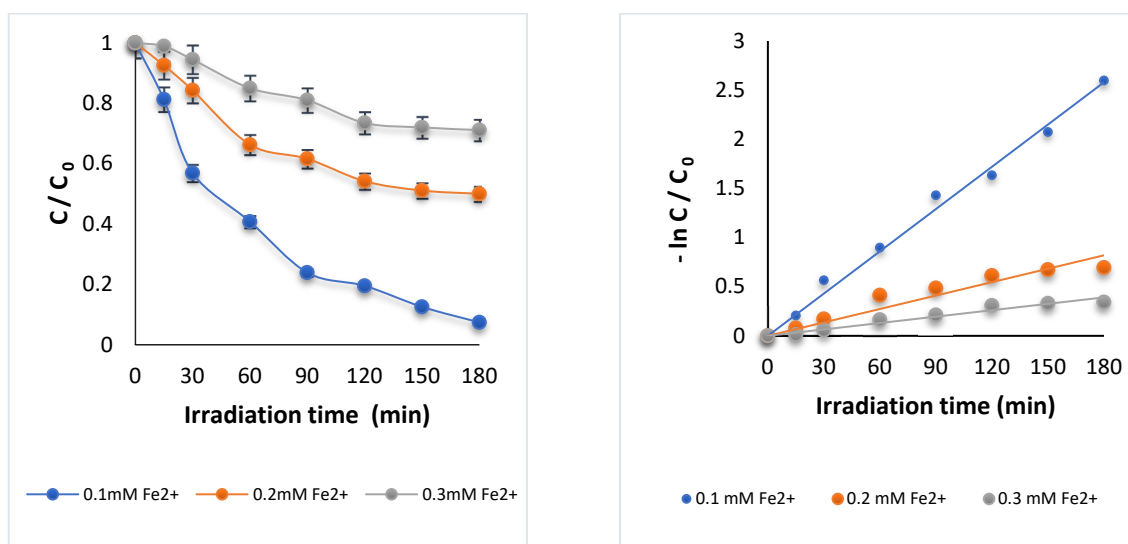 C / C0
1
0.8
0.6
0.4
0.2
0
0 30 60 90 120 150 180
Irradiation time (min)
0.1mM Fe2+ 0.2mM Fe2+ 0.3mM Fe2+
- ln C / C0
3
2.5
2
1.5
1
0.5
0
0 30 60 90 120 150 180
Irradiation time (min)
0.1 mM Fe2+ 0.2 mM Fe2+ 0.3 mM Fe2+